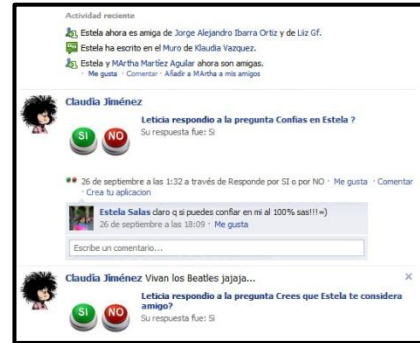 Actividad reciente
Estela ahora es amiga de Jorge Alejandro Ibarra Ortiz y de Liz Gf.
Estela ha escrito en el Muro de Klaudia Vazquez.
Estela y MArtha Martíez Aguilar ahora son amigas.
· Me gusta · Comentar · Añadir a MArtha a mis amigos
Claudia Jiménez
SI NO
Leticia respondio a la pregunta Confias en Estela ?
Su respuesta fue: Si
26 de septiembre a las 1:32 a través de Responde por SI o por NO · Me gusta · Comentar
· Crea tu aplicacion
Estela Salas claro q si puedes confiar en mi al 100% sas!!!=)
26 de septiembre a las 18:09 · Me gusta
Escribe un comentario...
Claudia Jiménez Vivan los Beatles jajaja...
SI NO
Leticia respondio a la pregunta Crees que Estela te considera
amigo?
Su respuesta fue: Si